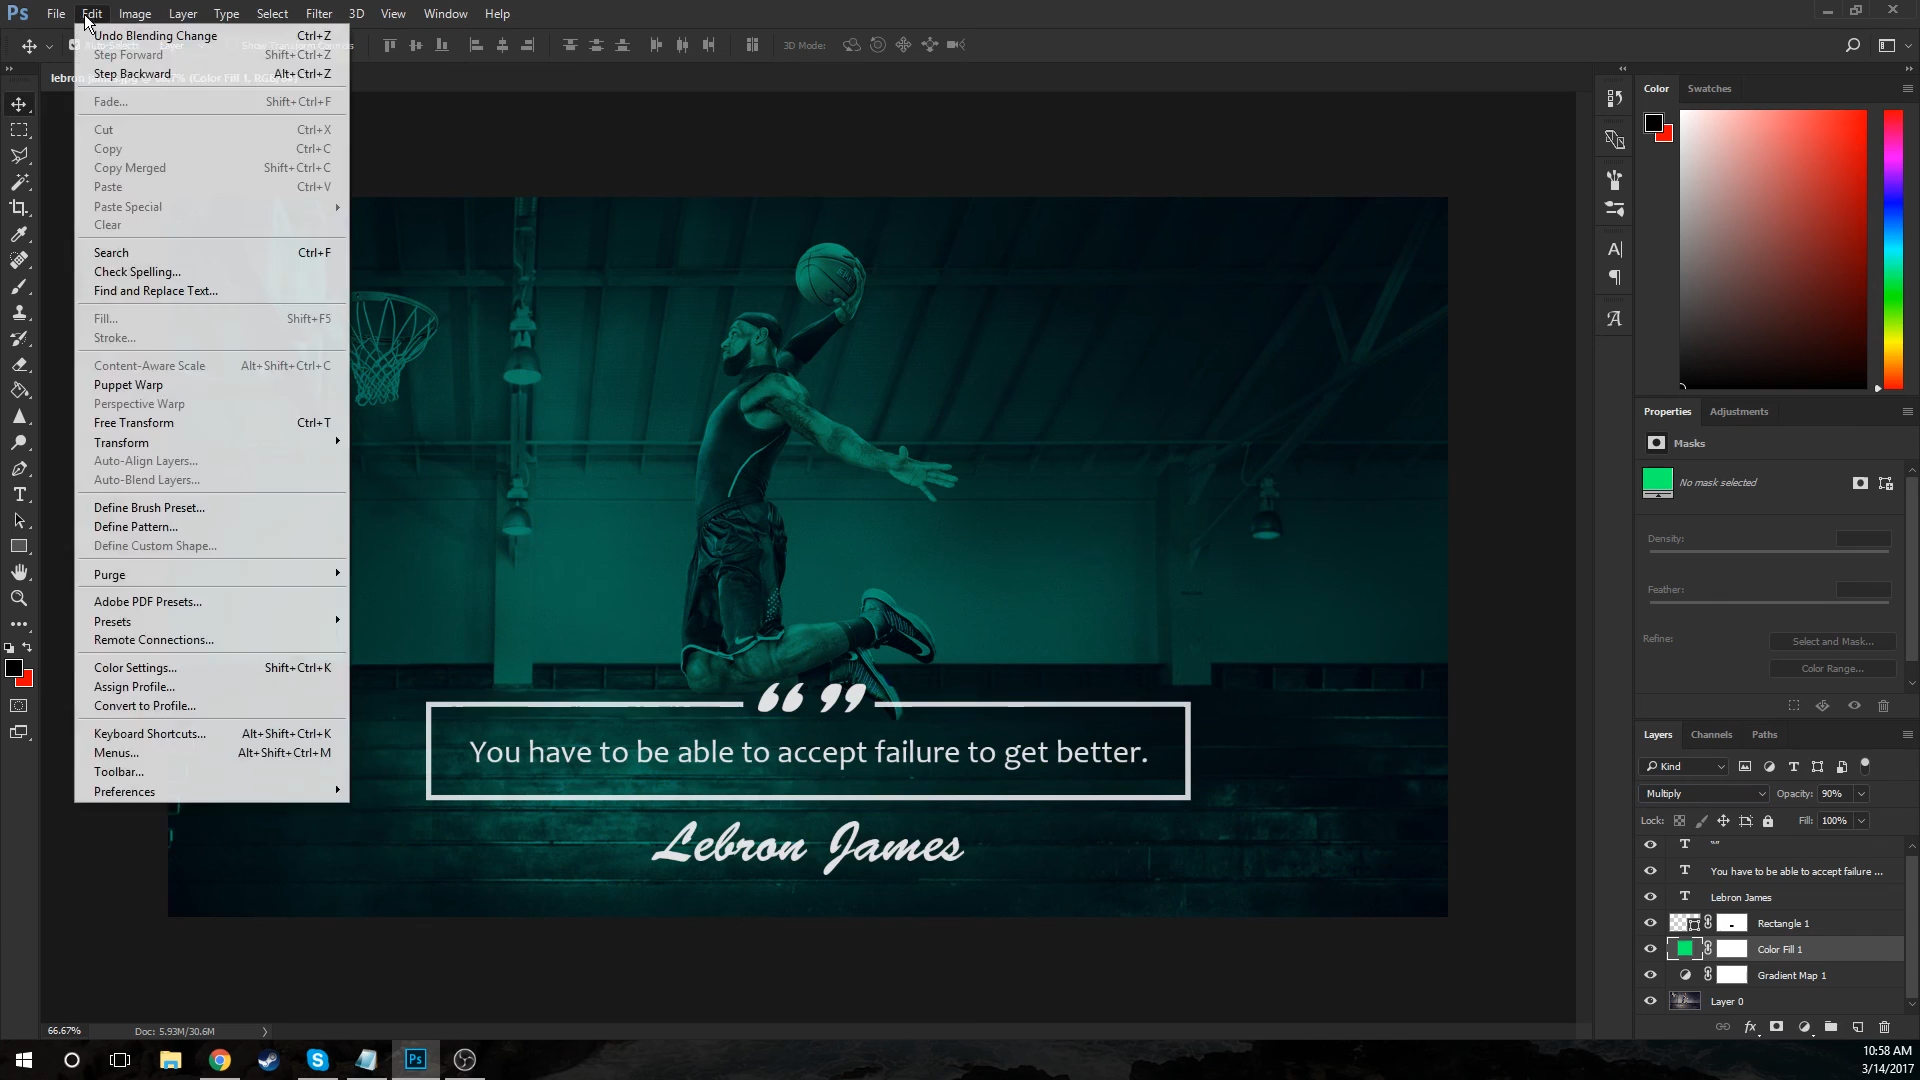 Ps File Edit Image Layer Type Select Filter 3D View Window Help
3D Mode:
Undo Blending Change Ctrl+Z
Step Forward Shift+Ctrl+Z
Step Backward Alt+Ctrl+Z
Fade... Shift+Ctrl+F
Cut Ctrl+X
Copy Ctrl+C
Copy Merged Shift+Ctrl+C
Paste Ctrl+V
Paste Special
Clear
Search Ctrl+F
Check Spelling...
Find and Replace Text...
Fill... Shift+F5
Stroke...
Content-Aware Scale Alt+Shift+Ctrl+C
Puppet Warp
Perspective Warp
Free Transform Ctrl+T
Transform
Auto-Align Layers...
Auto-Blend Layers...
Define Brush Preset...
Define Pattern...
Define Custom Shape...
Purge
Adobe PDF Presets...
Presets
Remote Connections...
Color Settings... Shift+Ctrl+K
Assign Profile...
Convert to Profile...
Keyboard Shortcuts... Alt+Shift+Ctrl+K
Menus... Alt+Shift+Ctrl+M
Toolbar...
Preferences
“ ”
You have to be able to accept failure to get better.
Lebron James
66.67% Doc: 5.93M/30.6M
Color Swatches
Properties Adjustments
Masks
No mask selected
Density:
Feather:
Refine: Select and Mask...
Color Range...
Layers Channels Paths
Kind
Multiply Opacity: 90%
Lock: Fill: 100%
T “”
T You have to be able to accept failure ...
T Lebron James
Rectangle 1
Color Fill 1
Gradient Map 1
Layer 0
fx
Ps
10:58 AM
3/14/2017